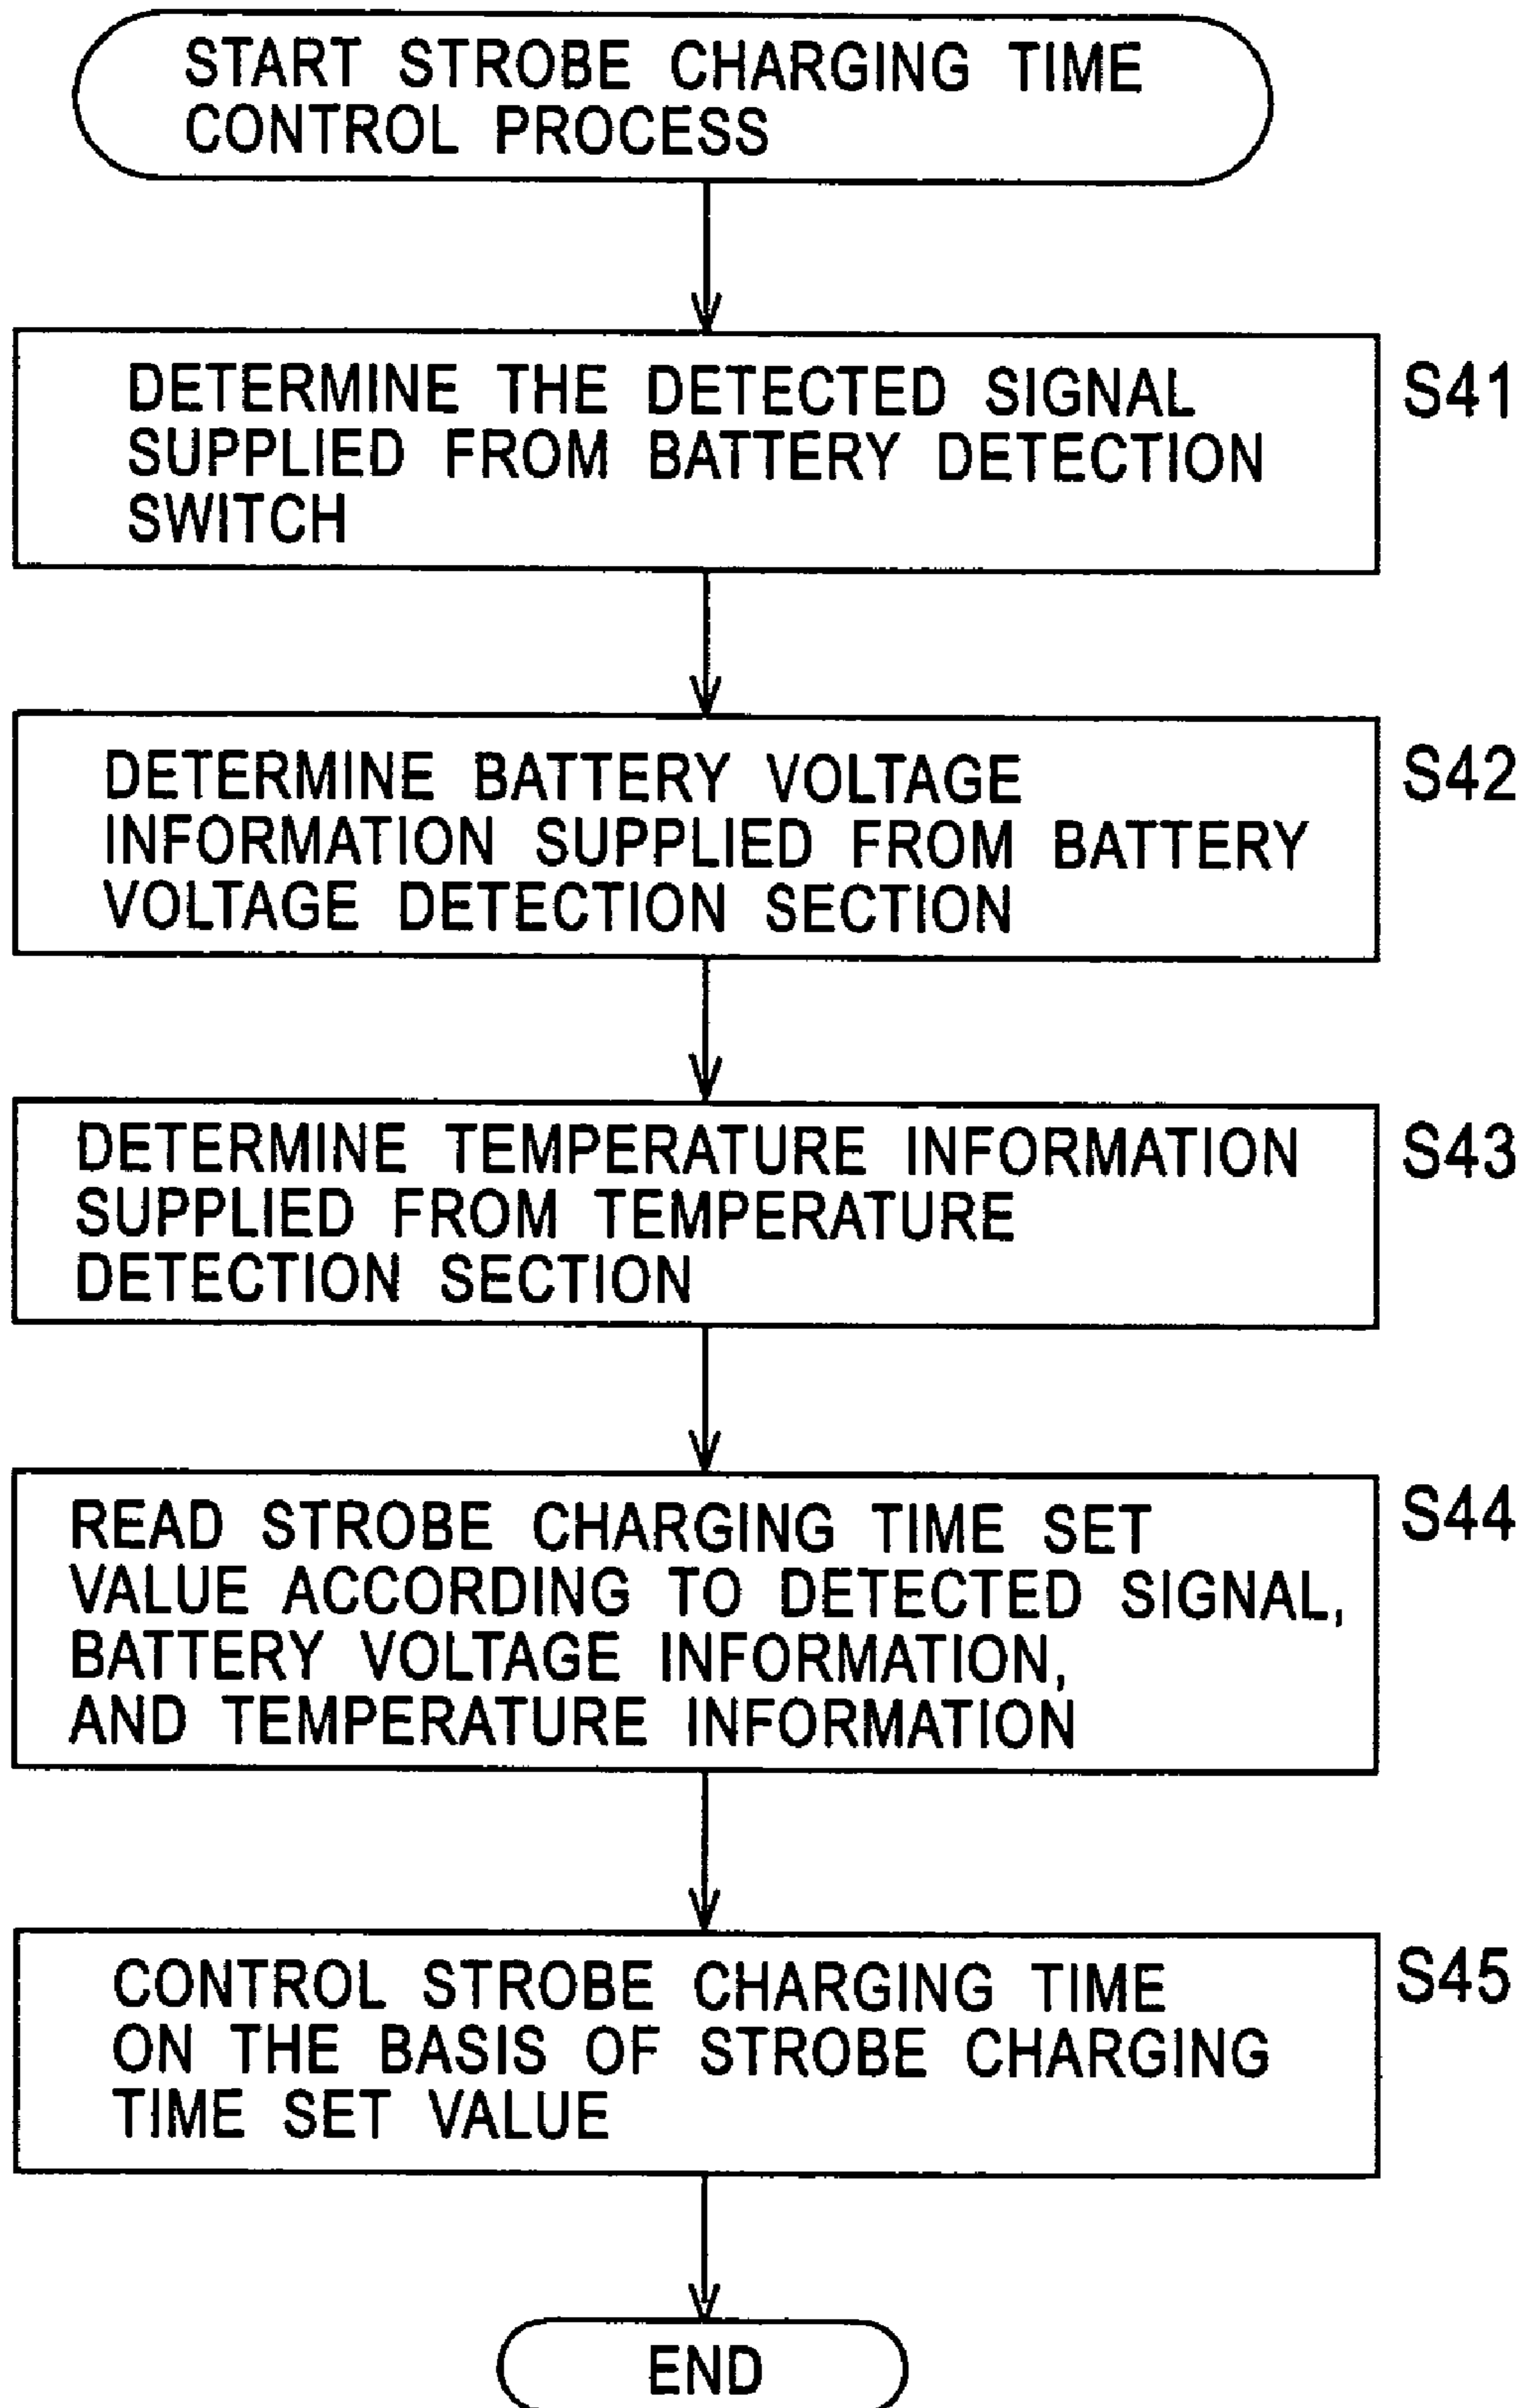 START STROBE CHARGING TIME
CONTROL PROCESS
DETERMINE THE DETECTED SIGNAL
SUPPLIED FROM BATTERY DETECTION
SWITCH
S41
DETERMINE BATTERY VOLTAGE
INFORMATION SUPPLIED FROM BATTERY
VOLTAGE DETECTION SECTION
S42
DETERMINE TEMPERATURE INFORMATION
SUPPLIED FROM TEMPERATURE
DETECTION SECTION
S43
READ STROBE CHARGING TIME SET
VALUE ACCORDING TO DETECTED SIGNAL,
BATTERY VOLTAGE INFORMATION,
AND TEMPERATURE INFORMATION
S44
CONTROL STROBE CHARGING TIME
ON THE BASIS OF STROBE CHARGING
TIME SET VALUE
S45
END